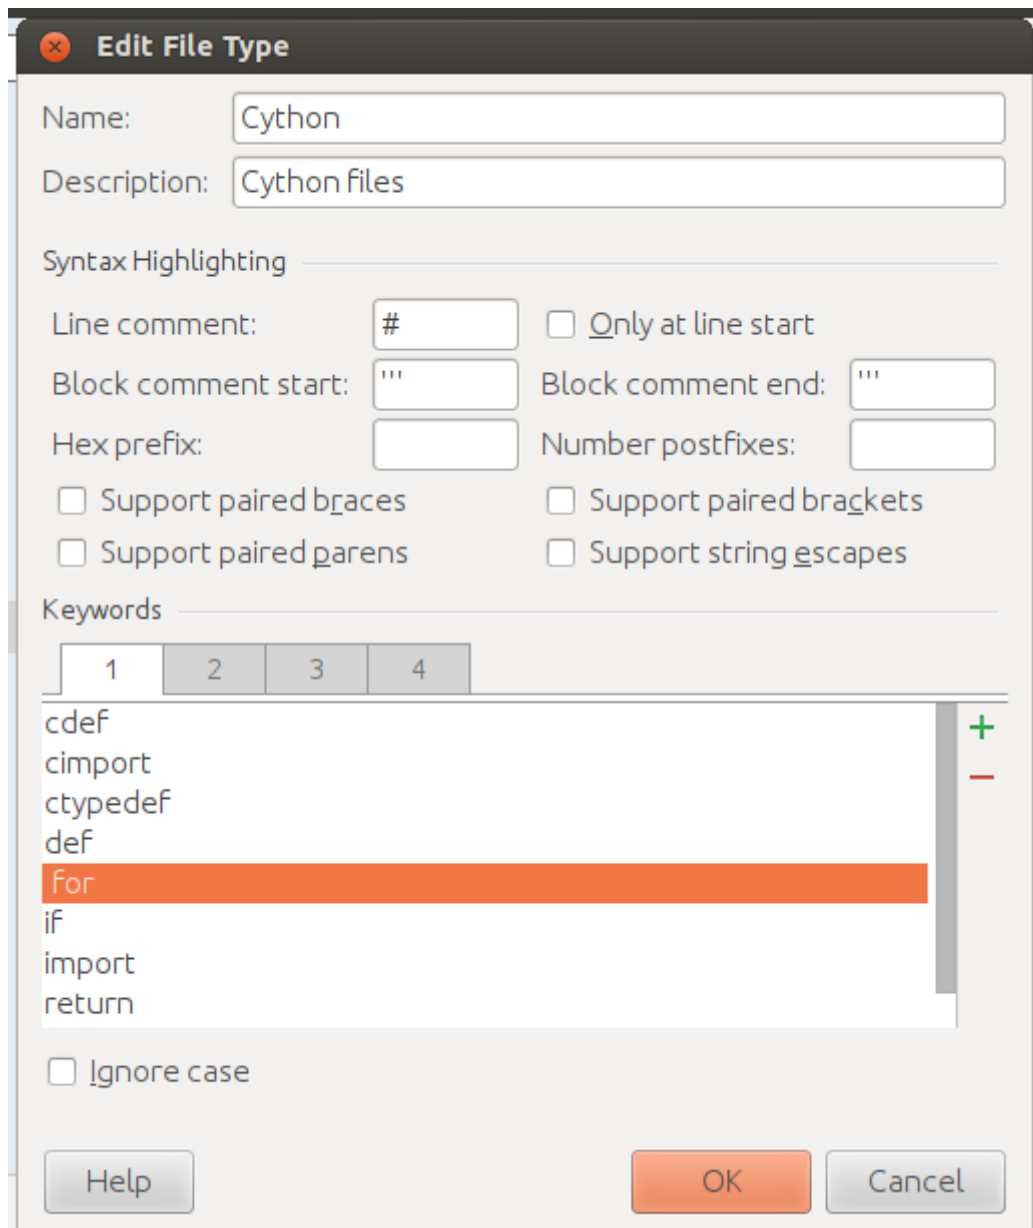 Edit File Type
Name: Cython
Description: Cython files
Syntax Highlighting
Line comment: # Only at line start
Block comment start: ''' Block comment end: '''
Hex prefix: Number postfixes:
Support paired braces Support paired brackets
Support paired parens Support string escapes
Keywords
1 2 3 4
cdef
cimport
ctypedef
def
for
if
import
return
Ignore case
Help OK Cancel